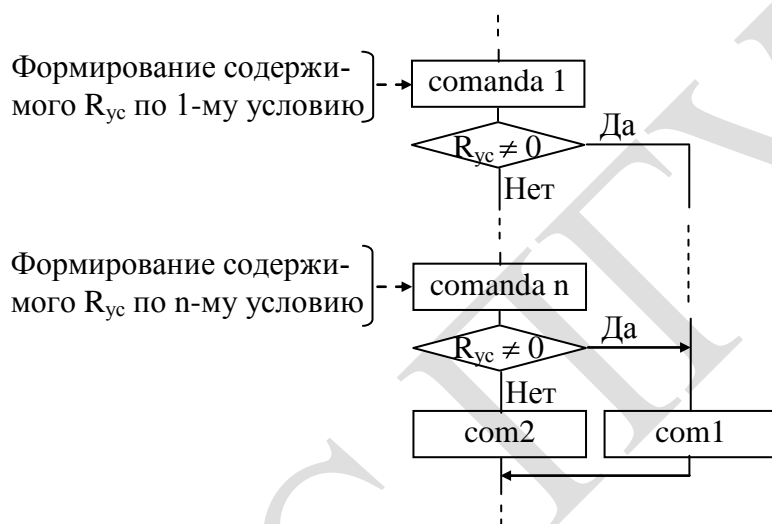 Формирование содержи-
мого Rус по 1-му условию
comanda 1
Да
Rус ≠ 0
Нет
Формирование содержи-
мого Rус по n-му условию
comanda n
Да
Rус ≠ 0
Нет
com2
com1